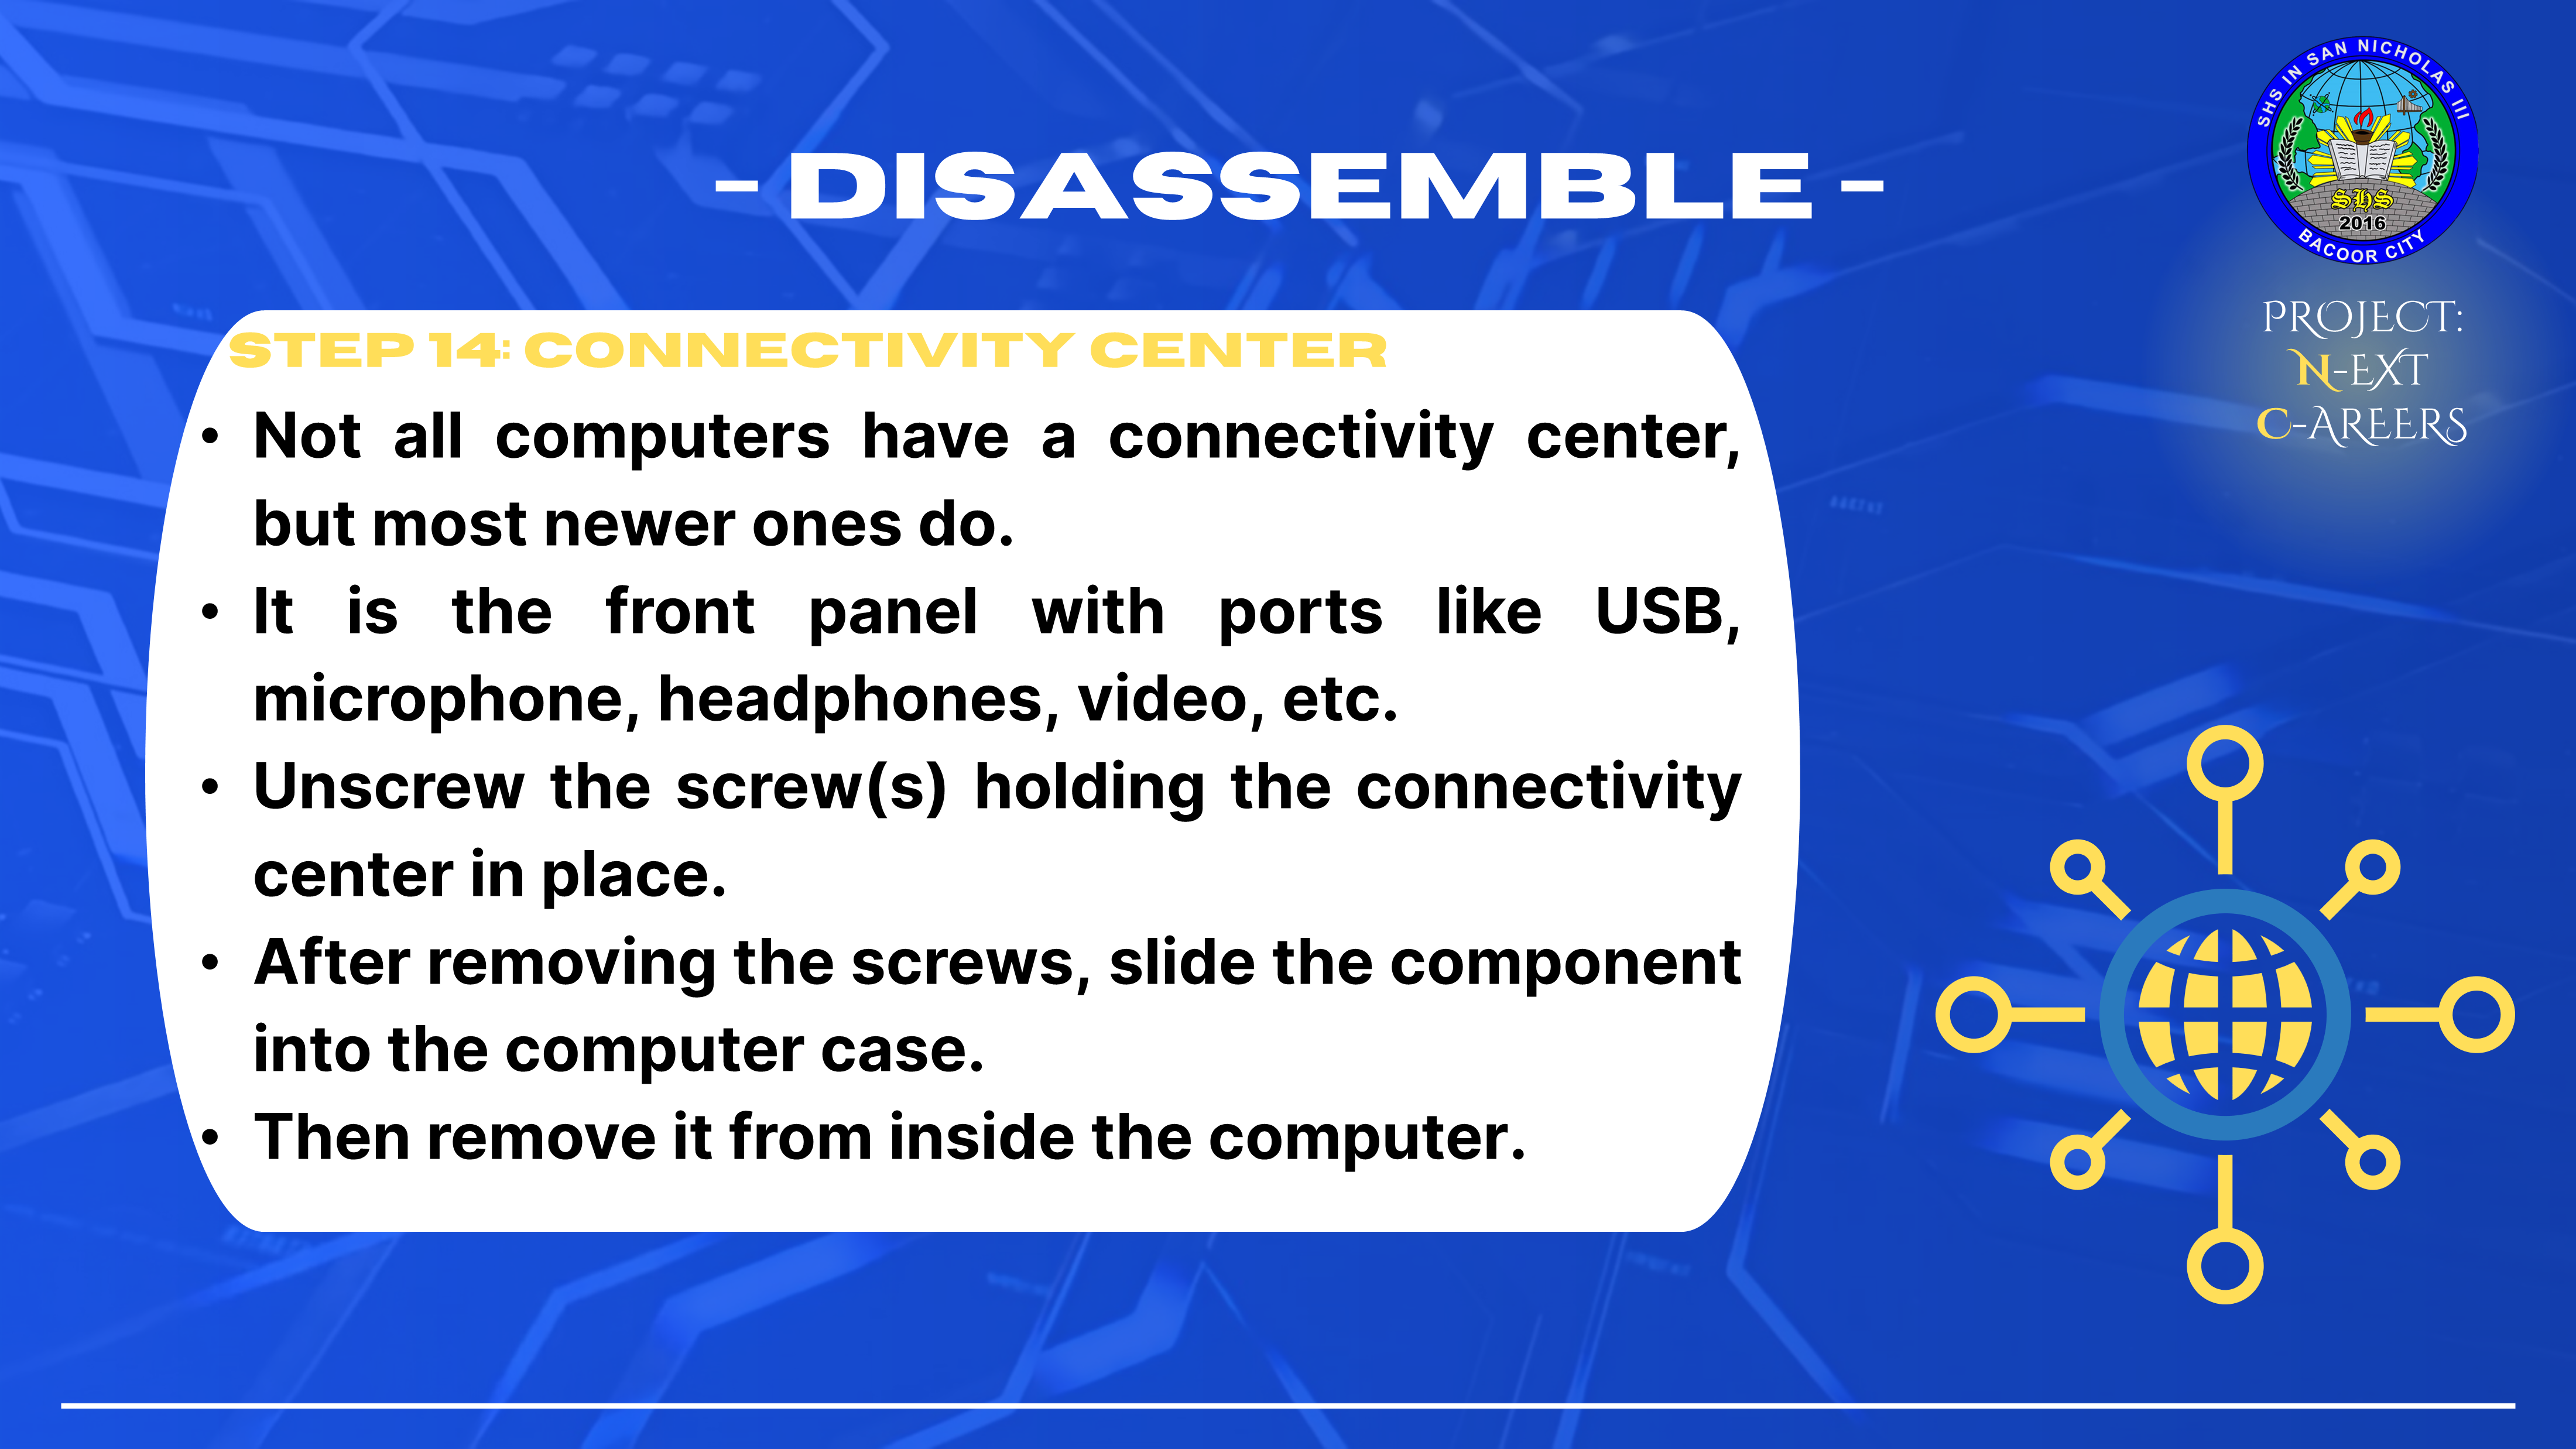 - DISASSEMBLE -
SHS IN SAN NICHOLAS III
SHS
2016
BACOOR CITY
PROJECT:
N-EXT
C-AREERS
STEP 14: CONNECTIVITY CENTER
• Not all computers have a connectivity center,
but most newer ones do.
• It is the front panel with ports like USB,
microphone, headphones, video, etc.
• Unscrew the screw(s) holding the connectivity
center in place.
• After removing the screws, slide the component
into the computer case.
• Then remove it from inside the computer.